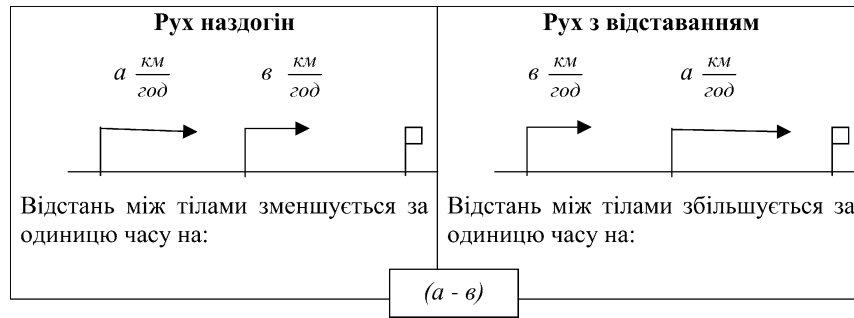 Рух наздогін
а км/год в км/год
Відстань між тілами зменшується за
одиницю часу на:
Рух з відставанням
в км/год а км/год
Відстань між тілами збільшується за
одиницю часу на:
(а - в)